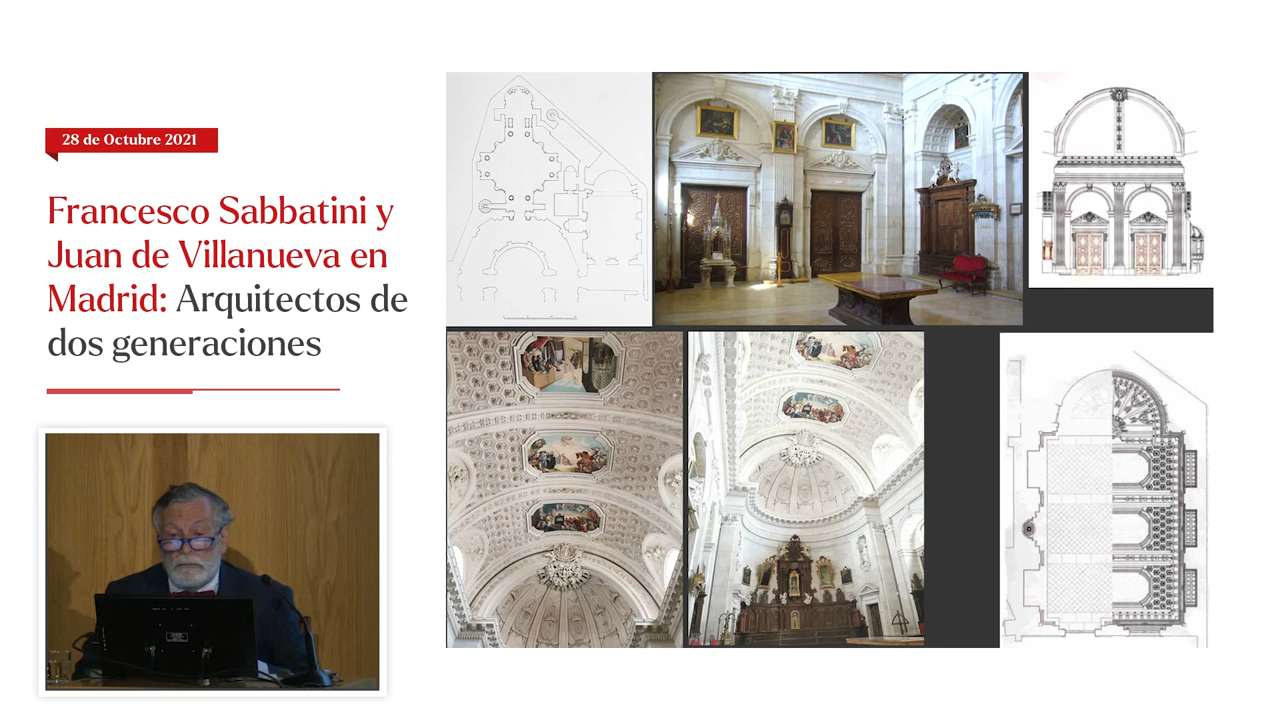 28 de Octubre 2021
Francesco Sabbatini y
Juan de Villanueva en
Madrid: Arquitectos de
dos generaciones